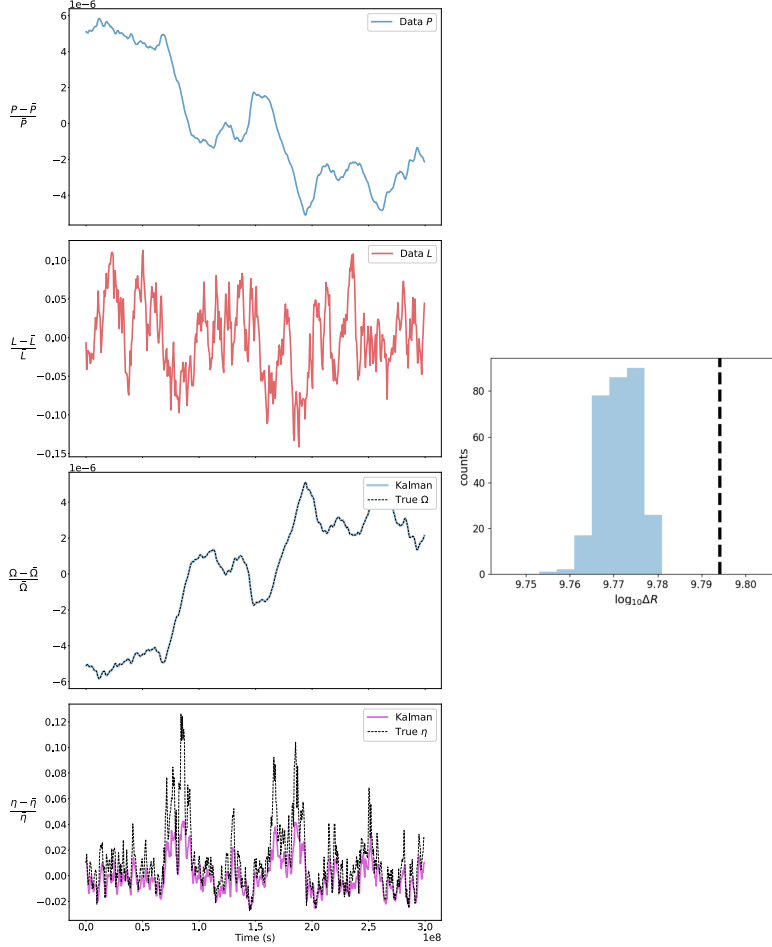 1e−6
Data P
6
4
2
0
−2
−4
P − P̄
P̄
Data L
0.10
0.05
0.00
−0.05
−0.10
−0.15
L − L̄
L̄
1e−6
Kalman
True Ω
4
2
0
−2
−4
−6
Ω − Ω̄
Ω̄
Kalman
True η
0.12
0.10
0.08
0.06
0.04
0.02
0.00
−0.02
η − η̄
η̄
0.0 0.5 1.0 1.5 2.0 2.5 3.0
Time (s)
1e8
80
60
40
20
0
counts
9.75 9.76 9.77 9.78 9.79 9.80
log₁₀ΔR